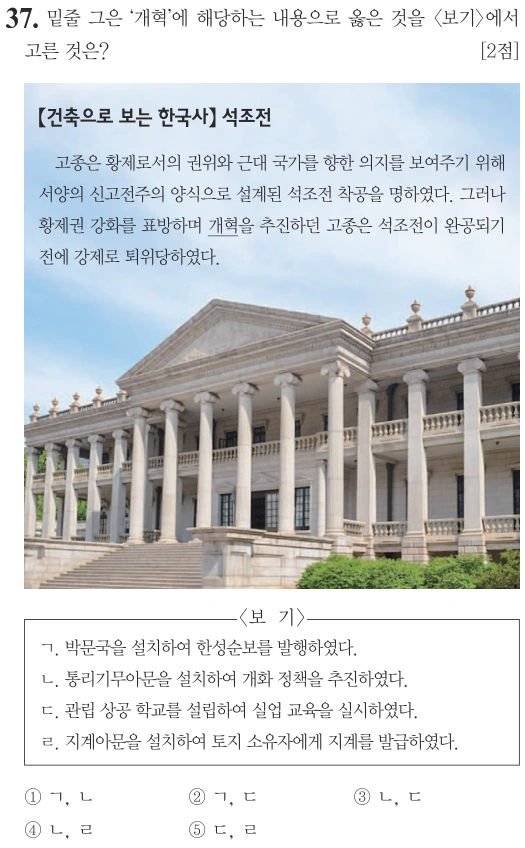 37. 밑줄 그은 ‘개혁’에 해당하는 내용으로 옳은 것을 〈보기〉에서
고른 것은? [2점]
【건축으로 보는 한국사】 석조전
고종은 황제로서의 권위와 근대 국가를 향한 의지를 보여주기 위해
서양의 신고전주의 양식으로 설계된 석조전 착공을 명하였다. 그러나
황제권 강화를 표방하며 개혁을 추진하던 고종은 석조전이 완공되기
전에 강제로 퇴위당하였다.
〈보 기〉
ㄱ. 박문국을 설치하여 한성순보를 발행하였다.
ㄴ. 통리기무아문을 설치하여 개화 정책을 추진하였다.
ㄷ. 관립 상공 학교를 설립하여 실업 교육을 실시하였다.
ㄹ. 지계아문을 설치하여 토지 소유자에게 지계를 발급하였다.
① ㄱ, ㄴ ② ㄱ, ㄷ ③ ㄴ, ㄷ
④ ㄴ, ㄹ ⑤ ㄷ, ㄹ